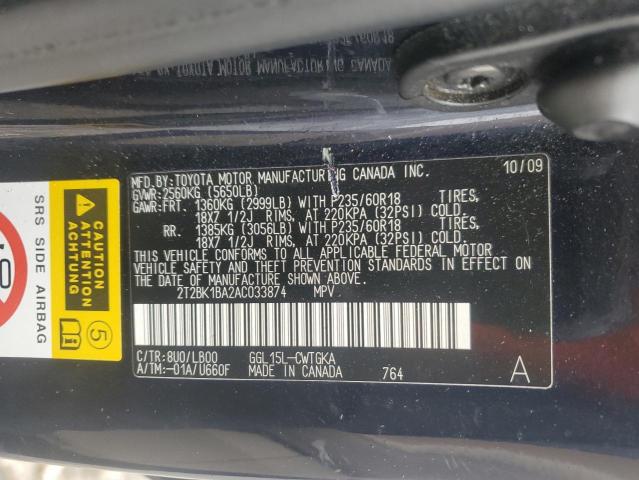 MFD.BY:TOYOTA MOTOR MANUFACTURING CANADA INC. 10/09
GVWR:2560KG (5650LB)
GAWR:FRT. 1360KG (2999LB) WITH P235/60R18 TIRES,
18X7 1/2J RIMS, AT 220KPA (32PSI) COLD.
RR. 1385KG (3056LB) WITH P235/60R18 TIRES,
18X7 1/2J RIMS, AT 220KPA (32PSI) COLD.
THIS VEHICLE CONFORMS TO ALL APPLICABLE FEDERAL MOTOR
VEHICLE SAFETY AND THEFT PREVENTION STANDARDS IN EFFECT ON
THE DATE OF MANUFACTURE SHOWN ABOVE.
2T2BK1BA2AC033874 MPV
C/TR:8U0/LB00 GGL15L-CWTGKA
A/TM:-01A/U660F MADE IN CANADA 764 A
SRS SIDE AIRBAG
5